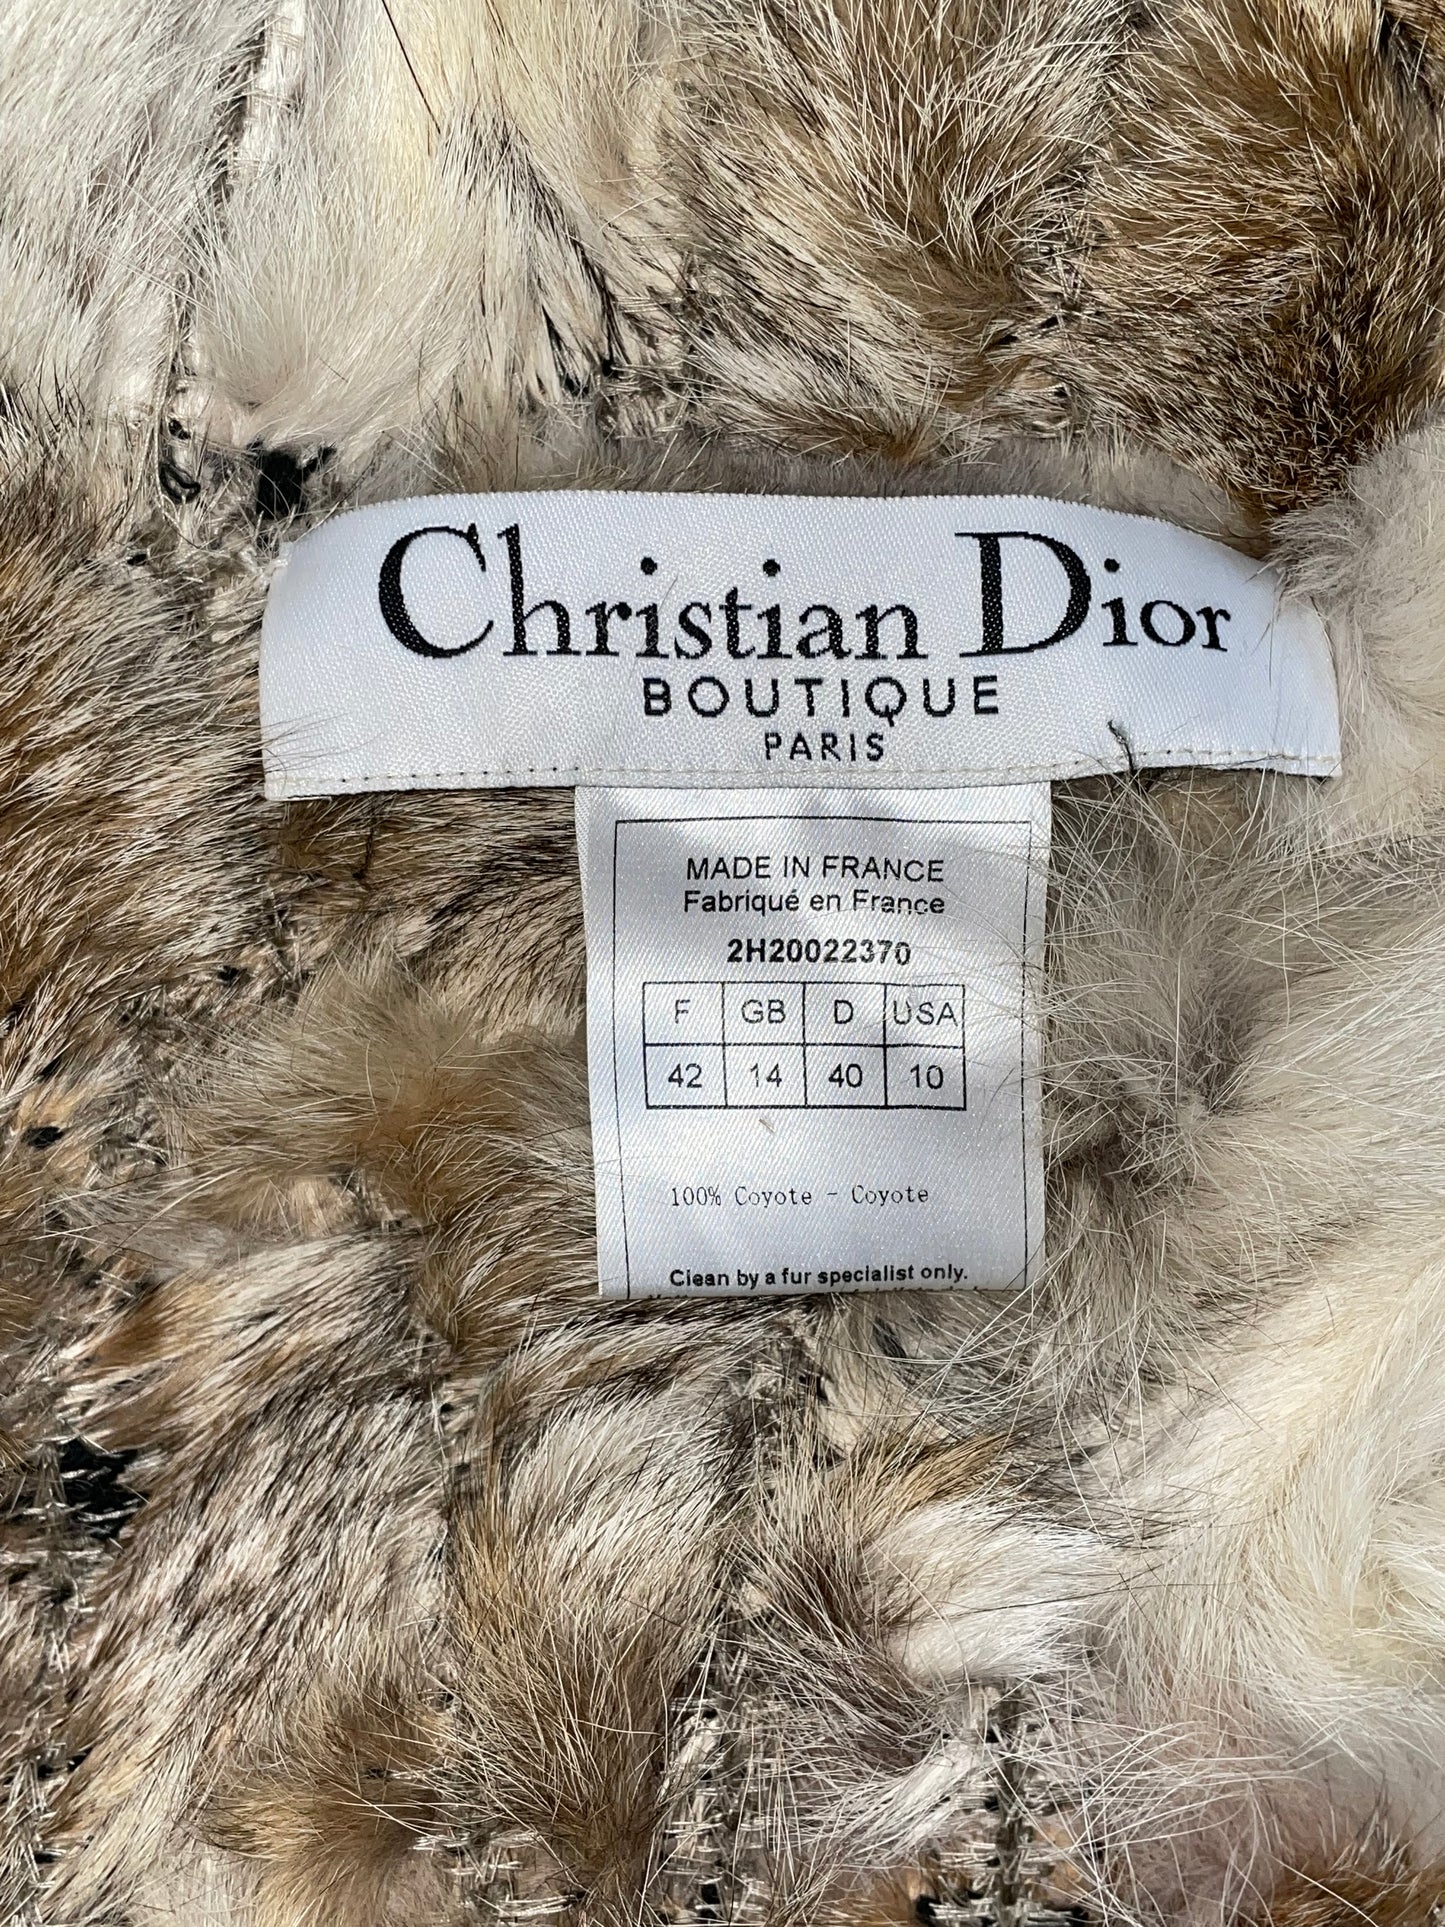 Christian Dior
BOUTIQUE
PARIS
MADE IN FRANCE
Fabriqué en France
2H20022370
F GB D USA
42 14 40 10
100% Coyote - Coyote
Clean by a fur specialist only.